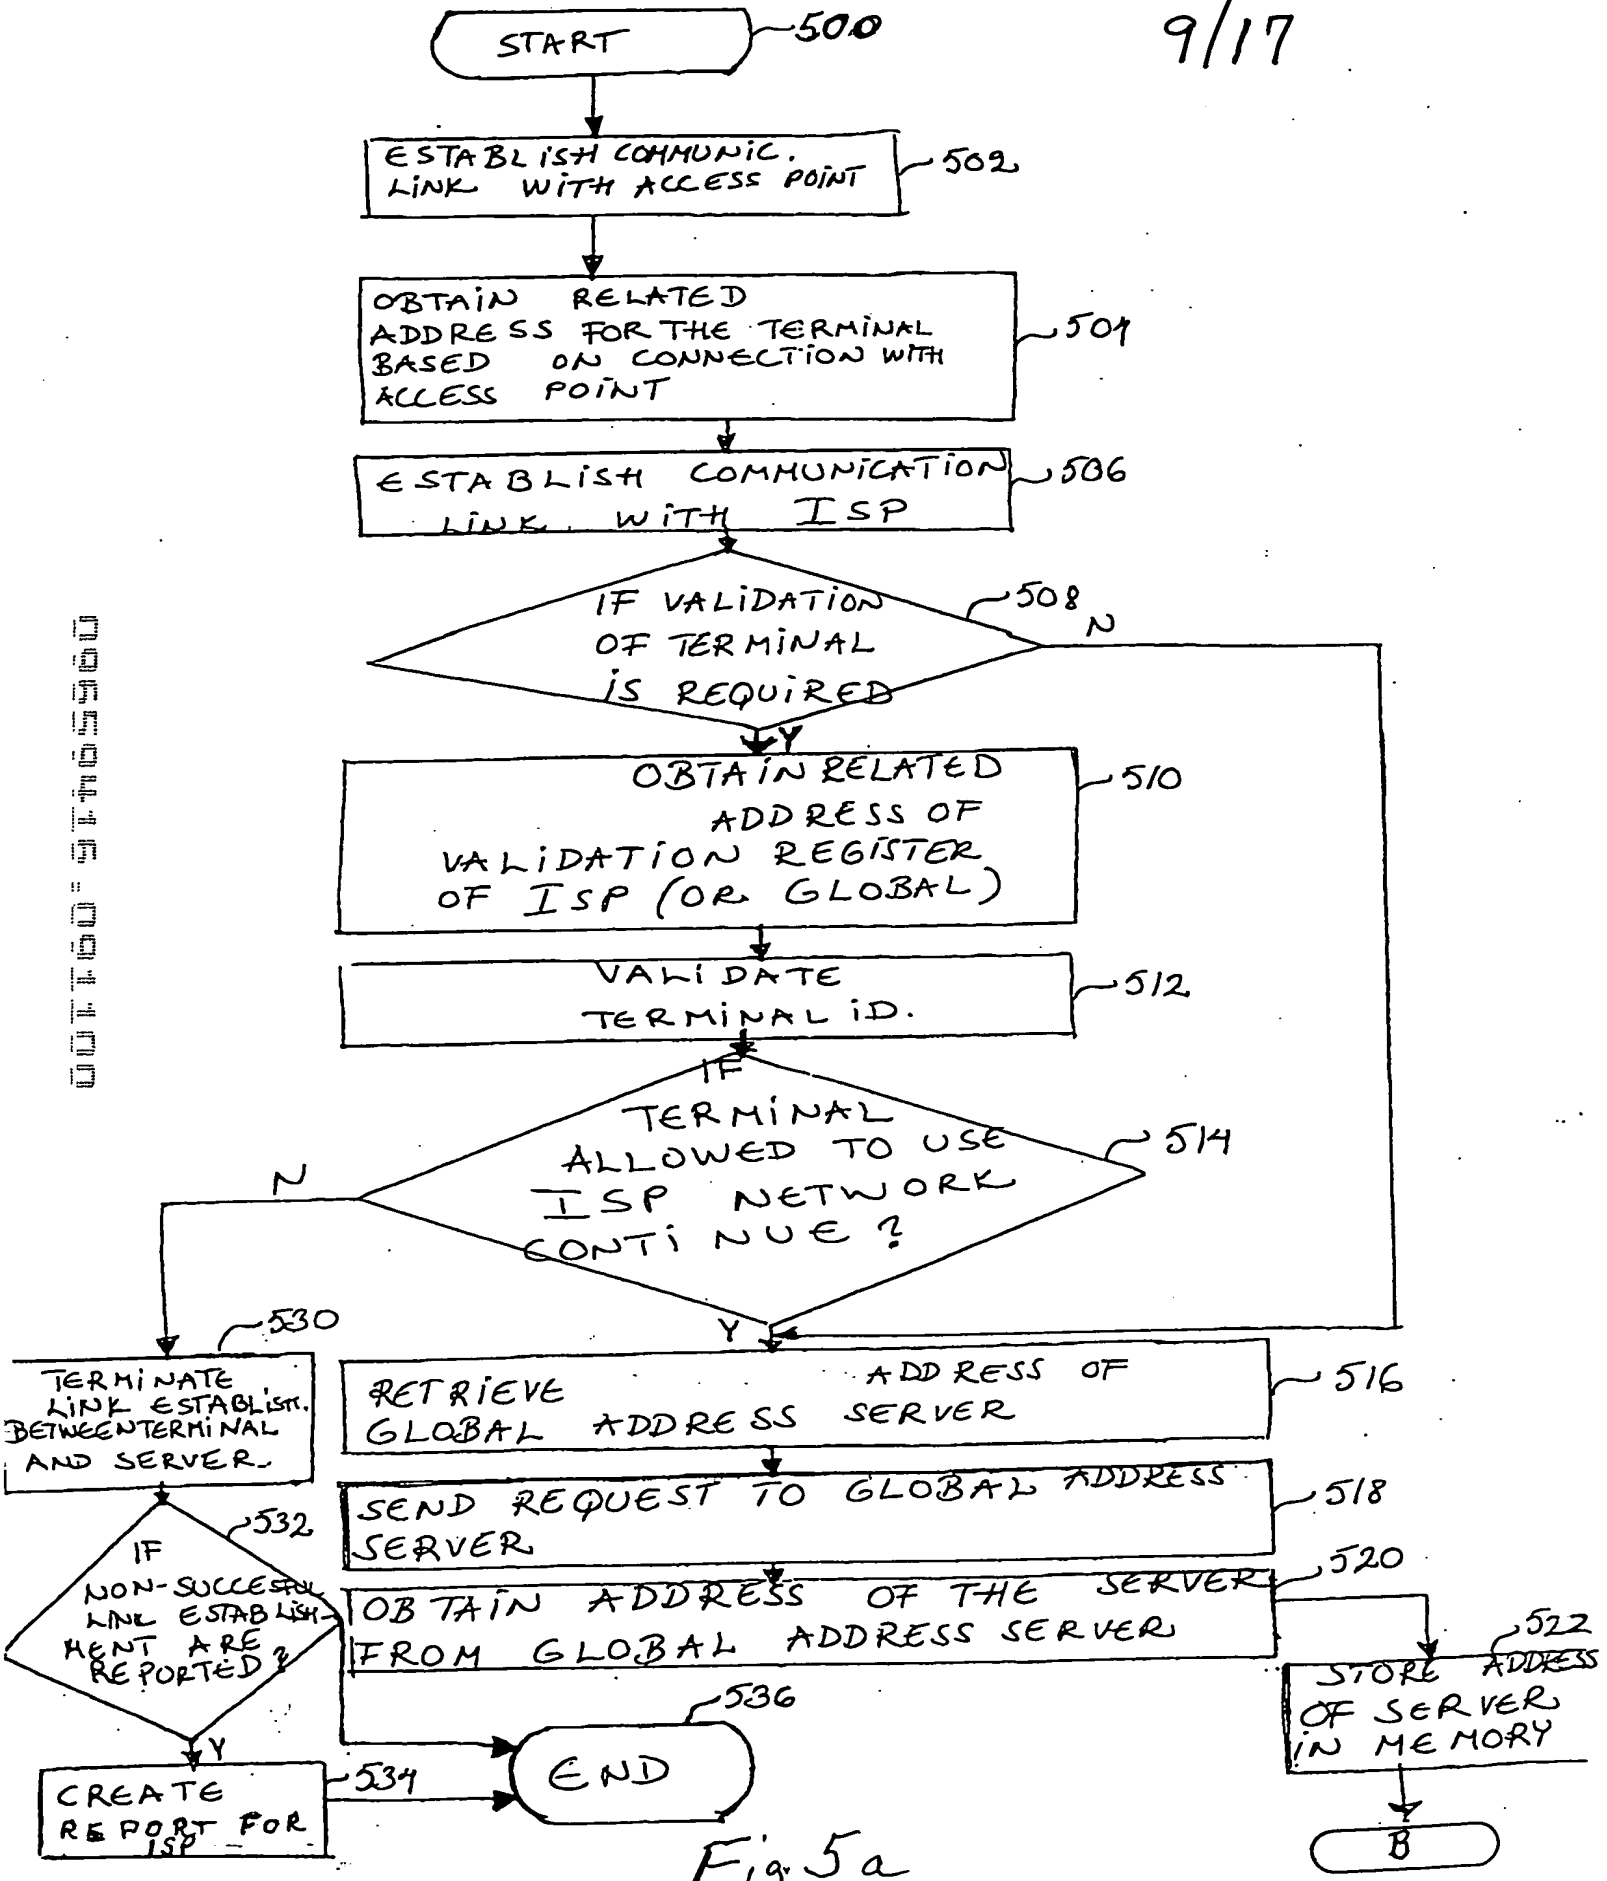 9/17
START
500
ESTABLISH COMMUNIC.
LINK WITH ACCESS POINT
502
OBTAIN RELATED
ADDRESS FOR THE TERMINAL
BASED ON CONNECTION WITH
ACCESS POINT
504
ESTABLISH COMMUNICATION
LINK WITH ISP
506
IF VALIDATION
OF TERMINAL
IS REQUIRED
508
N
Y
OBTAIN RELATED
ADDRESS OF
VALIDATION REGISTER
OF ISP (OR GLOBAL)
510
VALIDATE
TERMINAL ID.
512
IF
TERMINAL
ALLOWED TO USE
ISP NETWORK
CONTINUE?
514
N
Y
530
TERMINATE
LINK ESTABLISH.
BETWEEN TERMINAL
AND SERVER
RETRIEVE ADDRESS OF
GLOBAL ADDRESS SERVER
516
SEND REQUEST TO GLOBAL ADDRESS
SERVER
518
532
IF
NON-SUCCESFUL
LINK ESTABLISH-
MENT ARE
REPORTED?
OBTAIN ADDRESS OF THE SERVER
FROM GLOBAL ADDRESS SERVER
520
522
STORE ADDRESS
OF SERVER
IN MEMORY
Y
CREATE
REPORT FOR
ISP
534
536
END
B
Fig. 5a